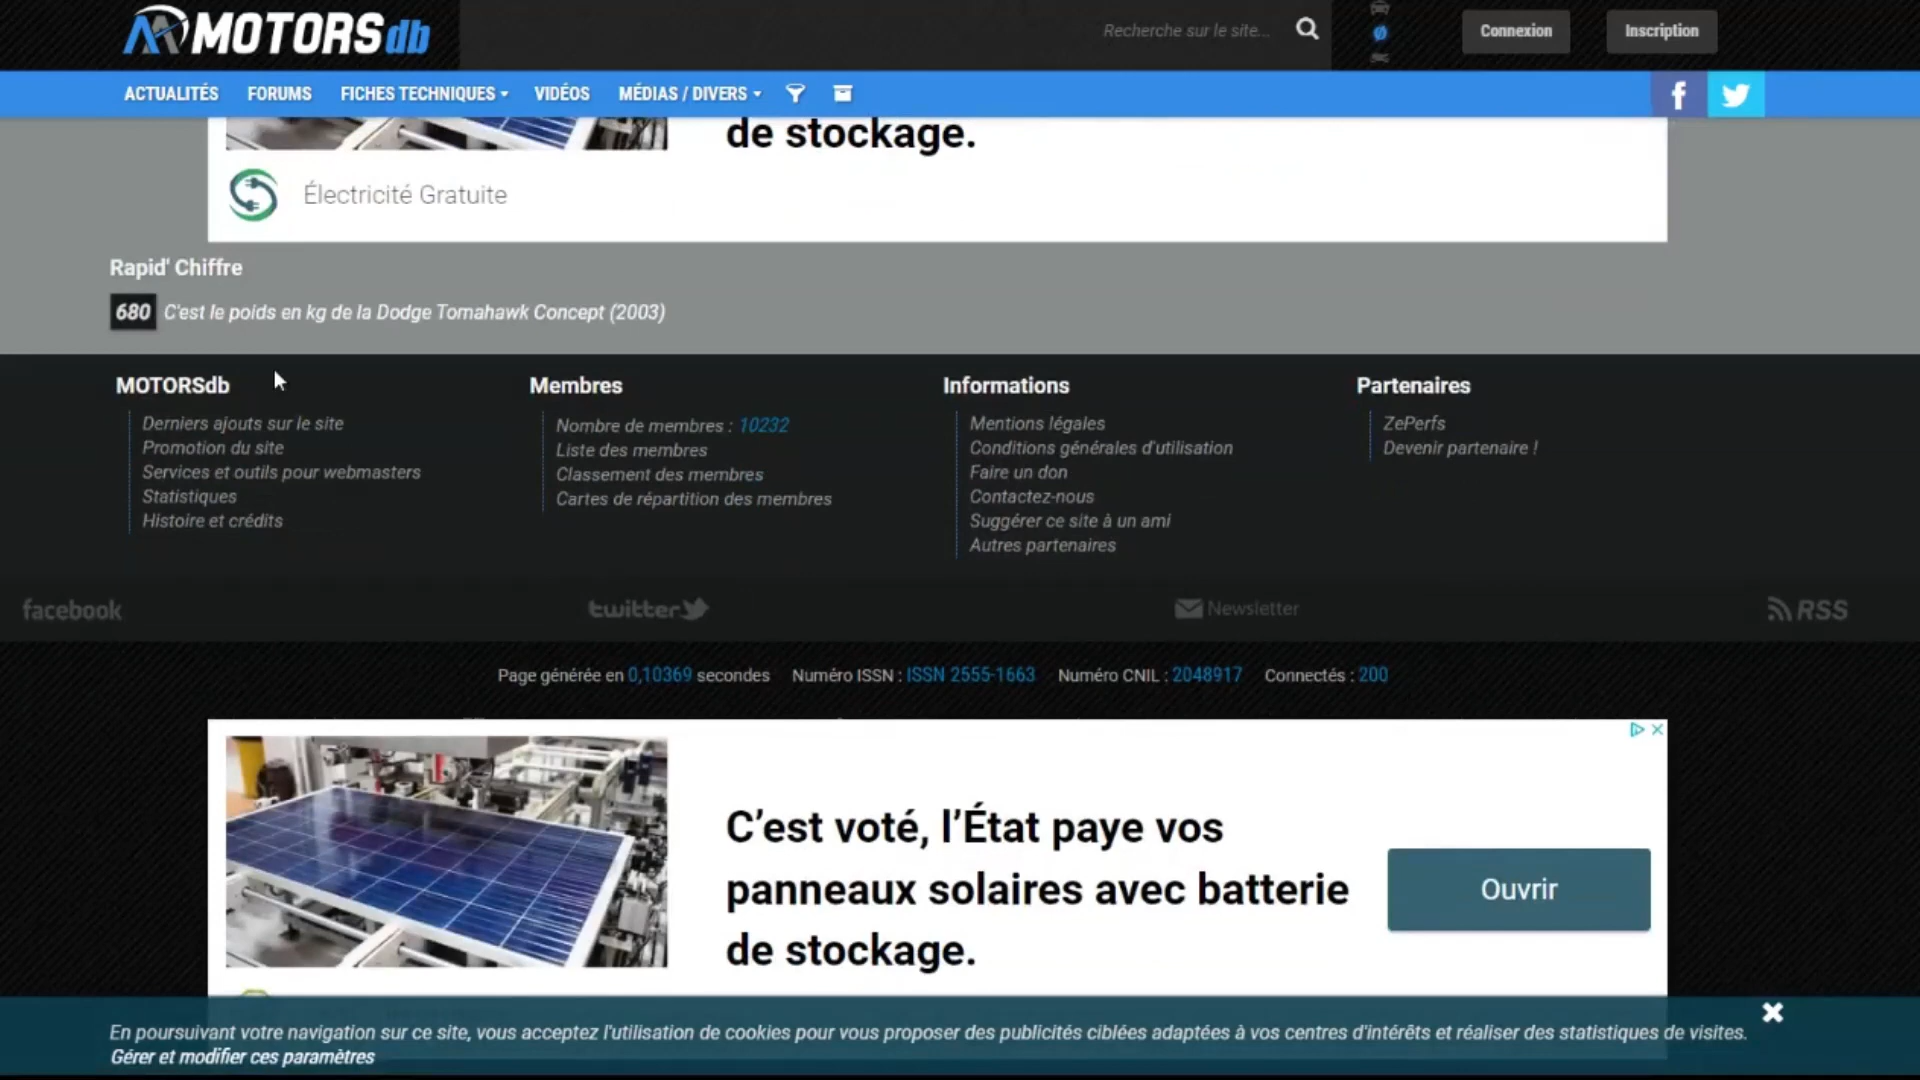 MOTORSdb
Recherche sur le site...
Connexion
Inscription
ACTUALITÉS
FORUMS
FICHES TECHNIQUES
VIDÉOS
MÉDIAS / DIVERS
de stockage.
Électricité Gratuite
Rapid' Chiffre
680 C'est le poids en kg de la Dodge Tomahawk Concept (2003)
MOTORSdb
Derniers ajouts sur le site
Promotion du site
Services et outils pour webmasters
Statistiques
Histoire et crédits
Membres
Nombre de membres : 10232
Liste des membres
Classement des membres
Cartes de répartition des membres
Informations
Mentions légales
Conditions générales d'utilisation
Faire un don
Contactez-nous
Suggérer ce site à un ami
Autres partenaires
Partenaires
ZePerfs
Devenir partenaire !
facebook
twitter
Newsletter
RSS
Page générée en 0,10369 secondes Numéro ISSN : ISSN 2555-1663 Numéro CNIL : 2048917 Connectés : 200
C'est voté, l'État paye vos
panneaux solaires avec batterie
de stockage.
Ouvrir
En poursuivant votre navigation sur ce site, vous acceptez l'utilisation de cookies pour vous proposer des publicités ciblées adaptées à vos centres d'intérêts et réaliser des statistiques de visites.
Gérer et modifier ces paramètres